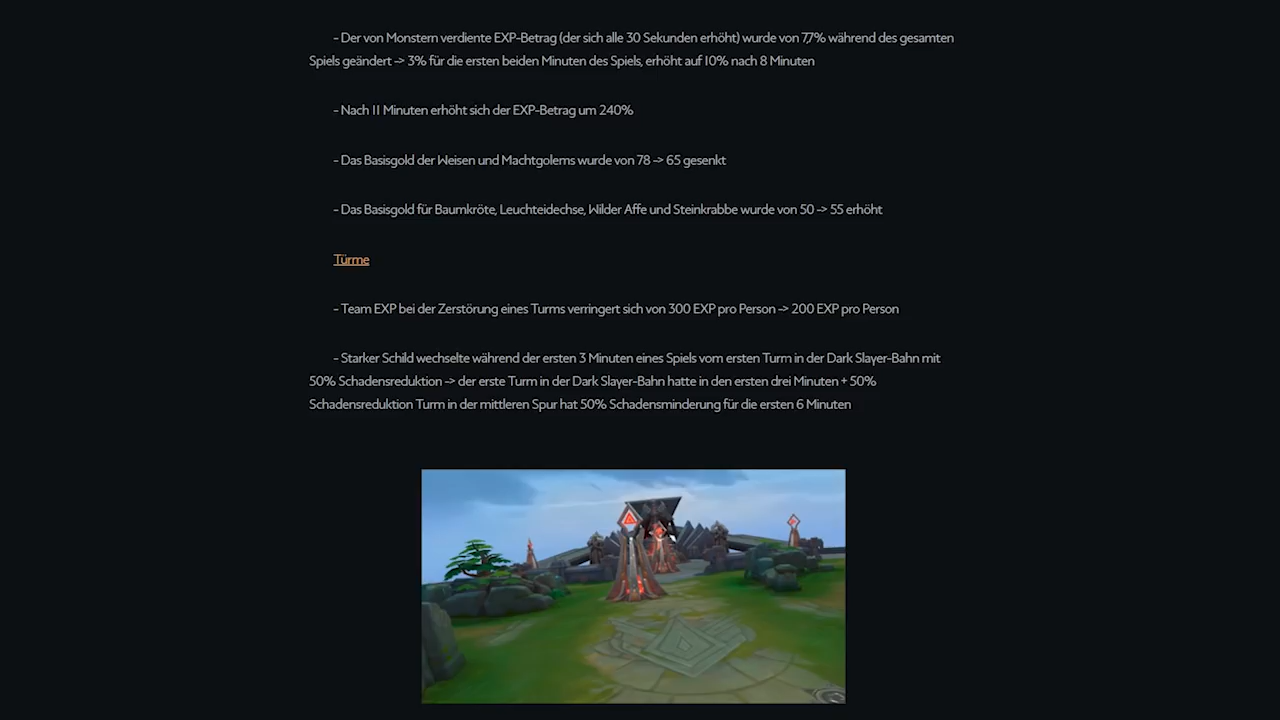 - Der von Monstern verdiente EXP-Betrag (der sich alle 30 Sekunden erhöht) wurde von 7,7% während des gesamten
Spiels geändert -> 3% für die ersten beiden Minuten des Spiels, erhöht auf 10% nach 8 Minuten
- Nach 11 Minuten erhöht sich der EXP-Betrag um 240%
- Das Basisgold der Weisen und Machtgolems wurde von 78 -> 65 gesenkt
- Das Basisgold für Baumkröte, Leuchteidechse, Wilder Affe und Steinkrabbe wurde von 50 -> 55 erhöht
Türme
- Team EXP bei der Zerstörung eines Turms verringert sich von 300 EXP pro Person -> 200 EXP pro Person
- Starker Schild wechselte während der ersten 3 Minuten eines Spiels vom ersten Turm in der Dark Slayer-Bahn mit
50% Schadensreduktion -> der erste Turm in der Dark Slayer-Bahn hatte in den ersten drei Minuten + 50%
Schadensreduktion Turm in der mittleren Spur hat 50% Schadensminderung für die ersten 6 Minuten